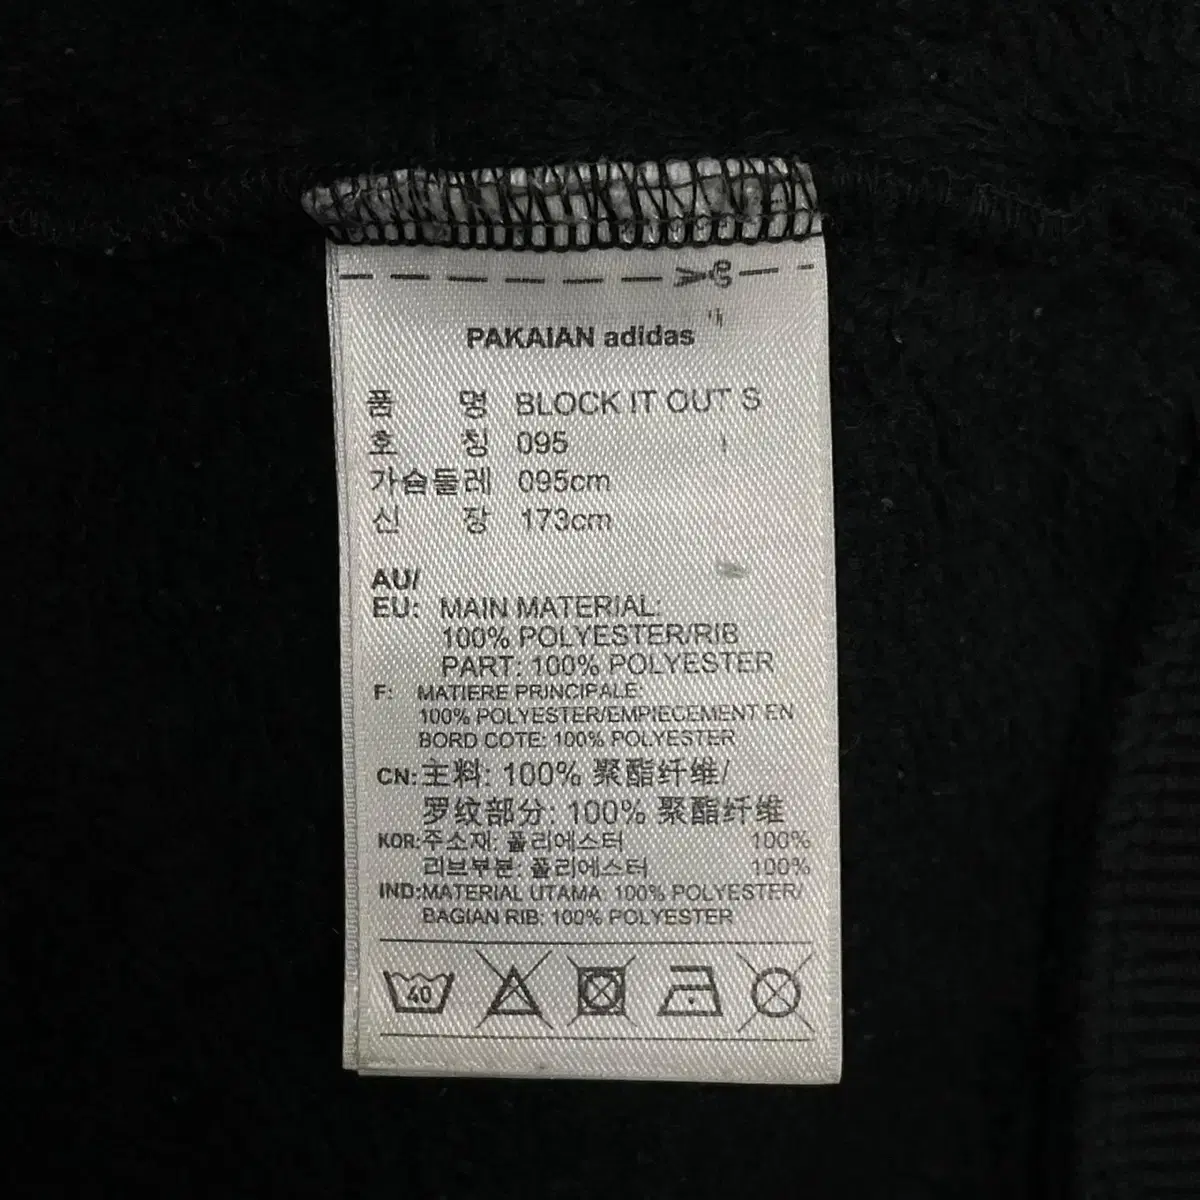 PAKAIAN adidas
품 명 BLOCK IT OUT S
호 칭 095
가슴둘레 095cm
신 장 173cm
AU/
EU: MAIN MATERIAL:
100% POLYESTER/RIB
PART: 100% POLYESTER
F: MATIERE PRINCIPALE:
100% POLYESTER/EMPIECEMENT EN
BORD COTE: 100% POLYESTER
CN: 主料: 100% 聚酯纤维/
罗纹部分: 100% 聚酯纤维
KOR: 주소재: 폴리에스터 100%
리브부분: 폴리에스터 100%
IND: MATERIAL UTAMA: 100% POLYESTER/
BAGIAN RIB: 100% POLYESTER
40